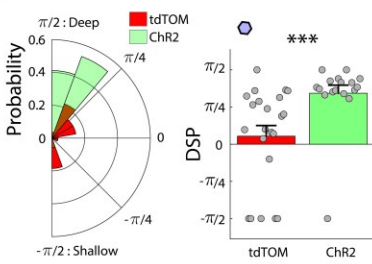 π/2 : Deep
tdTOM
ChR2
0.6
0.4
0.2
0
Probability
π/4
0
-π/4
-π/2 : Shallow
***
DSP
π/2
π/4
0
-π/4
-π/2
tdTOM
ChR2